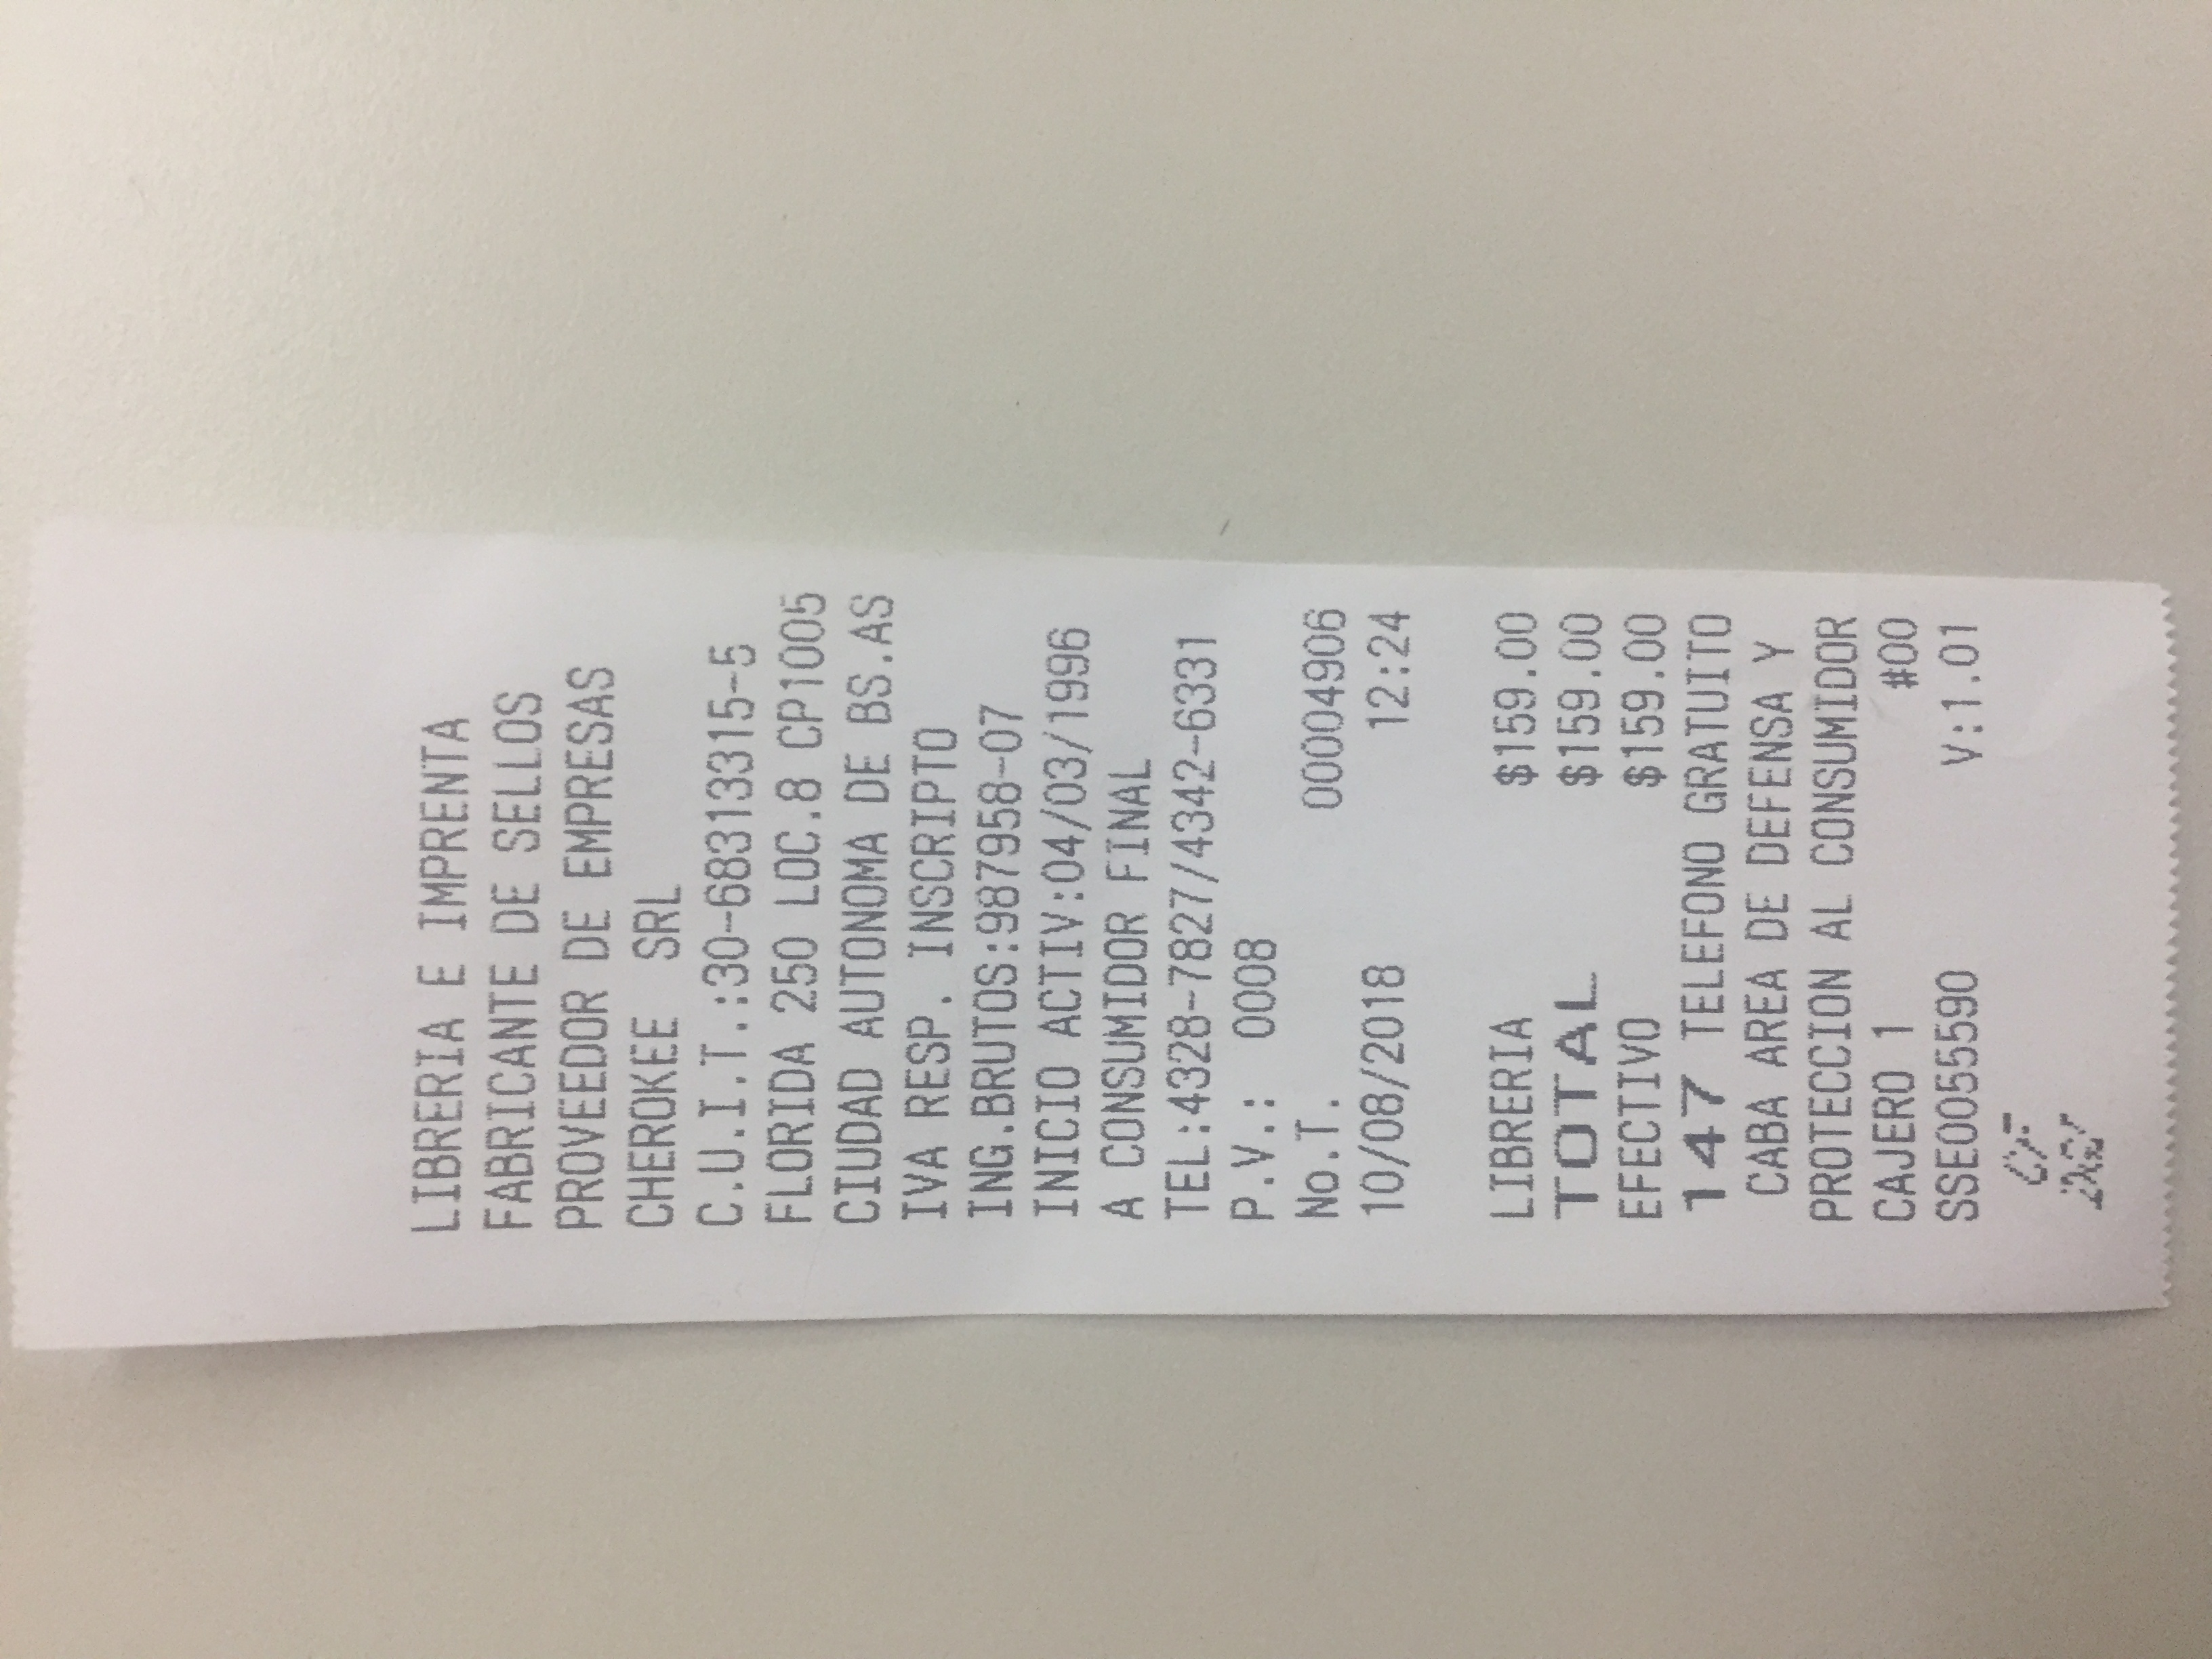 LIBRERIA E IMPRENTA
FABRICANTE DE SELLOS
PROVEEDOR DE EMPRESAS
CHEROKEE SRL
C.U.I.T.:30-68313315-5
FLORIDA 250 LOC.8 CP1005
CIUDAD AUTONOMA DE BS.AS
IVA RESP. INSCRIPTO
ING.BRUTOS:987958-07
INICIO ACTIV:04/03/1996
A CONSUMIDOR FINAL
TEL:4328-7827/4342-6331
P.V.: 0008
No.T. 00004906
10/08/2018 12:24
LIBRERIA $159.00
TOTAL $159.00
EFECTIVO $159.00
147 TELEFONO GRATUITO
CABA AREA DE DEFENSA Y
PROTECCION AL CONSUMIDOR
CAJERO 1 #00
SSE0055590 V:1.01
CF